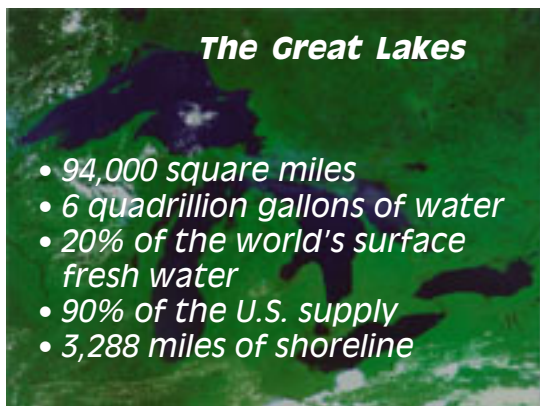 The Great Lakes
• 94,000 square miles
• 6 quadrillion gallons of water
• 20% of the world's surface
fresh water
• 90% of the U.S. supply
• 3,288 miles of shoreline